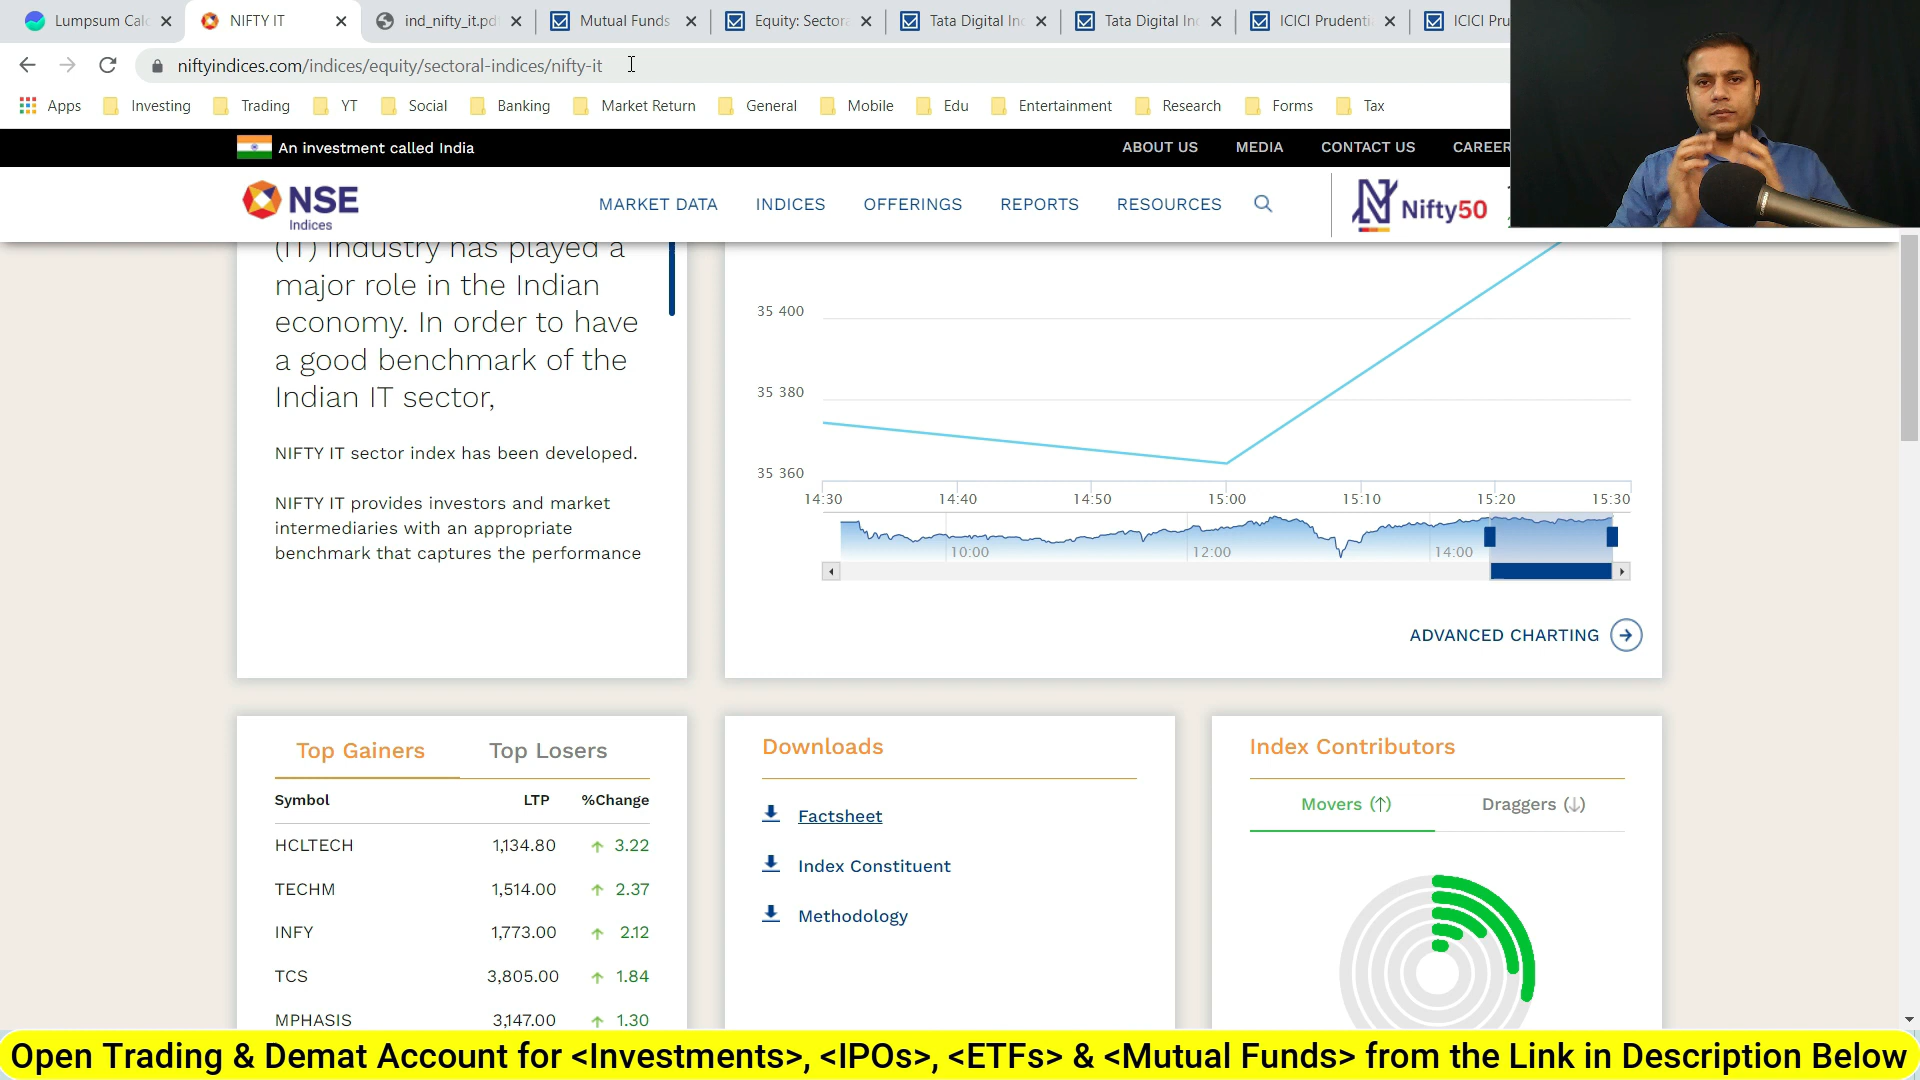 Lumpsum Cal
NIFTY IT
ind_nifty_it.pd
Mutual Funds
Equity: Sector
Tata Digital In
Tata Digital In
ICICI Prudenti
ICICI Pru
niftyindices.com/indices/equity/sectoral-indices/nifty-it
Apps
Investing
Trading
YT
Social
Banking
Market Return
General
Mobile
Edu
Entertainment
Research
Forms
Tax
An investment called India
ABOUT US
MEDIA
CONTACT US
CAREER
NSE
Indices
MARKET DATA
INDICES
OFFERINGS
REPORTS
RESOURCES
Nifty50
(IT) industry has played a
major role in the Indian
economy. In order to have
a good benchmark of the
Indian IT sector,
NIFTY IT sector index has been developed.
NIFTY IT provides investors and market
intermediaries with an appropriate
benchmark that captures the performance
35 400
35 380
35 360
14:30
14:40
14:50
15:00
15:10
15:20
15:30
10:00
12:00
14:00
ADVANCED CHARTING
Top Gainers
Top Losers
Symbol LTP %Change
HCLTECH 1,134.80 3.22
TECHM 1,514.00 2.37
INFY 1,773.00 2.12
TCS 3,805.00 1.84
MPHASIS 3,147.00 1.30
Downloads
Factsheet
Index Constituent
Methodology
Index Contributors
Movers (↑)
Draggers (↓)
Open Trading & Demat Account for <Investments>, <IPOs>, <ETFs> & <Mutual Funds> from the Link in Description Below